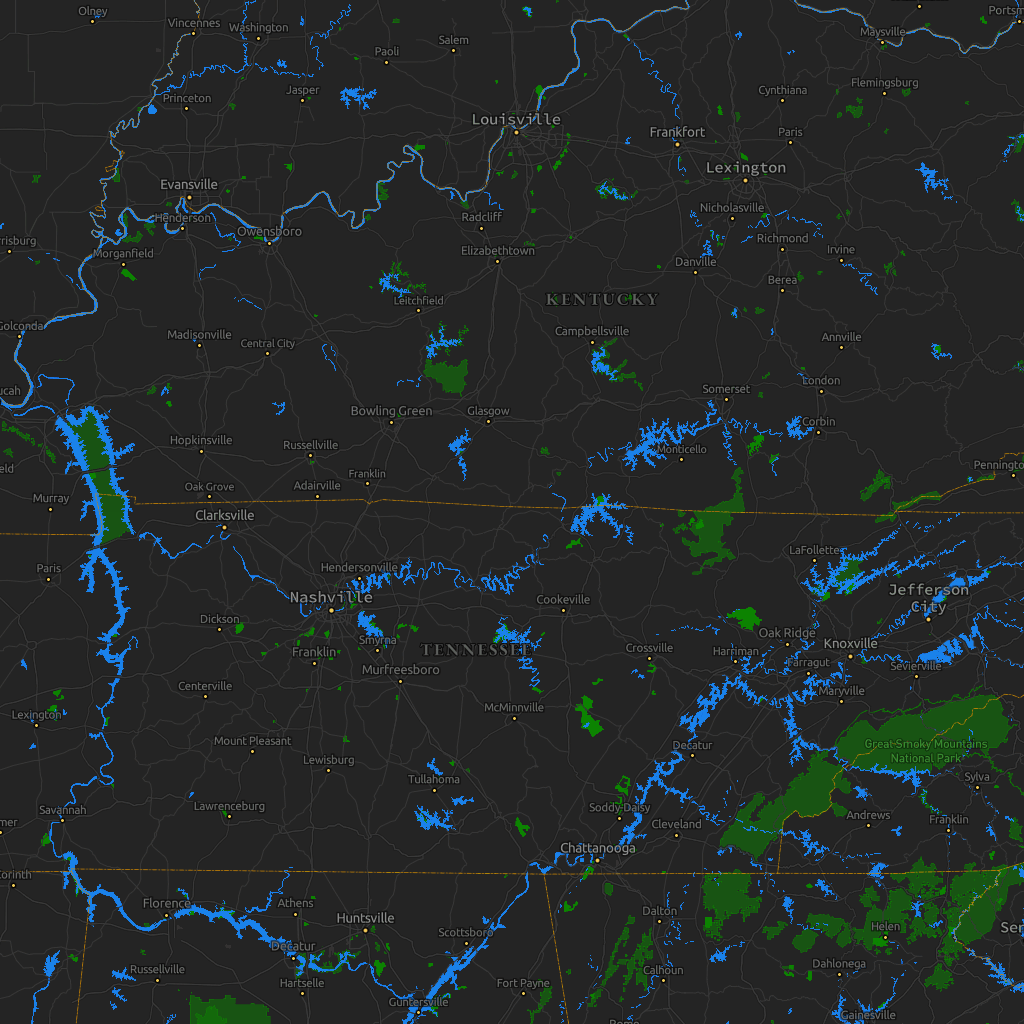 Olney
Vincennes
Washington
Salem
Paoli
Maysville
Jasper
Princeton
Cynthiana
Flemingsburg
Louisville
Frankfort
Paris
Lexington
Evansville
Nicholasville
Henderson
Radcliff
Owensboro
Richmond
Elizabethtown
Irvine
Morganfield
Danville
Berea
KENTUCKY
Leitchfield
Golconda
Campbellsville
Madisonville
Central City
Annville
London
Somerset
Bowling Green
Glasgow
Corbin
Hopkinsville
Russellville
Monticello
Franklin
Adairville
Oak Grove
Murray
Clarksville
LaFollette
Paris
Hendersonville
Jefferson
City
Nashville
Cookeville
Dickson
Oak Ridge
Knoxville
Smyrna
Franklin
TENNESSEE
Crossville
Harriman
Farragut
Sevierville
Murfreesboro
Centerville
Maryville
McMinnville
Lexington
Mount Pleasant
Decatur
Great Smoky Mountains
National Park
Lewisburg
Tullahoma
Sylva
Savannah
Lawrenceburg
Soddy-Daisy
Andrews
Franklin
Cleveland
Chattanooga
Florence
Athens
Huntsville
Dalton
Helen
Scottsboro
Decatur
Russellville
Hartselle
Fort Payne
Calhoun
Dahlonega
Guntersville
Gainesville
Rome